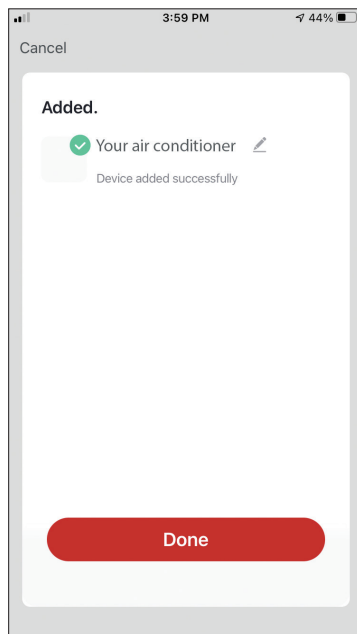 3:59 PM
44%
Cancel
Added.
Your air conditioner
Device added successfully
Done